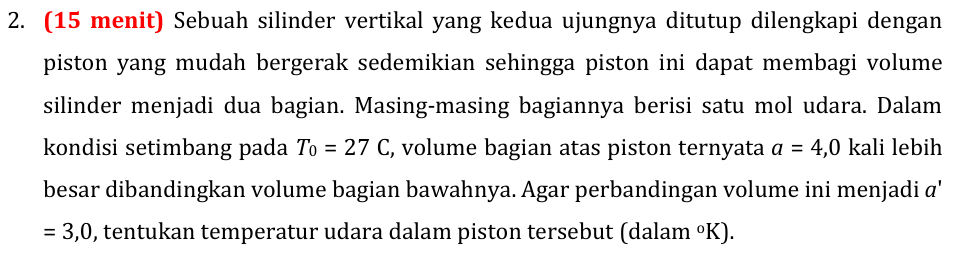 2. (15 menit) Sebuah silinder vertikal yang kedua ujungnya ditutup dilengkapi dengan
piston yang mudah bergerak sedemikian sehingga piston ini dapat membagi volume
silinder menjadi dua bagian. Masing-masing bagiannya berisi satu mol udara. Dalam
kondisi setimbang pada T₀ = 27 C, volume bagian atas piston ternyata a = 4,0 kali lebih
besar dibandingkan volume bagian bawahnya. Agar perbandingan volume ini menjadi a'
= 3,0, tentukan temperatur udara dalam piston tersebut (dalam ᵒK).